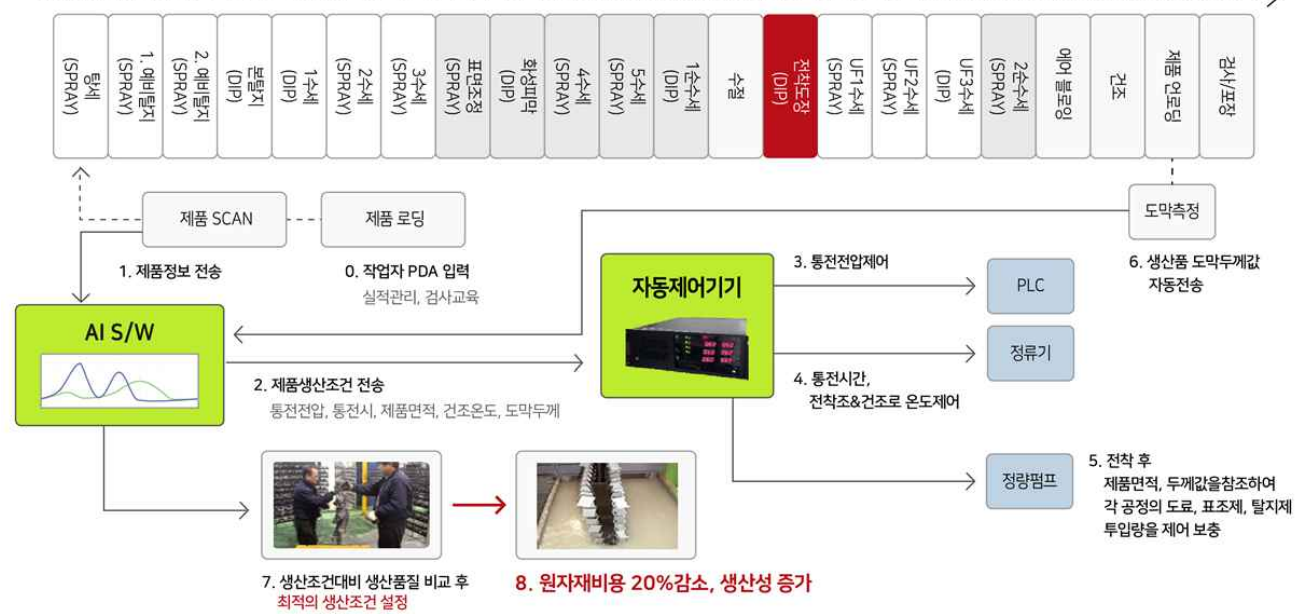 탕세
(SPRAY)
1. 예비탈지
(SPRAY)
2. 예비탈지
(SPRAY)
본탈지
(DIP)
1수세
(DIP)
2수세
(SPRAY)
3수세
(SPRAY)
표면조정
(SPRAY)
화성피막
(DIP)
4수세
(SPRAY)
5수세
(SPRAY)
1순수세
(DIP)
수절
전착도장
(DIP)
UF1수세
(SPRAY)
UF2수세
(SPRAY)
UF3수세
(DIP)
2순수세
(SPRAY)
에어 블로잉
건조
제품 언로딩
검사/포장
제품 SCAN
제품 로딩
도막측정
1. 제품정보 전송
0. 작업자 PDA 입력
실적관리, 검사교육
자동제어기기
3. 통전전압제어
PLC
6. 생산품 도막두께값
자동전송
AI S/W
정류기
2. 제품생산조건 전송
통전전압, 통전시, 제품면적, 건조온도, 도막두께
4. 통전시간,
전착조&건조로 온도제어
정량펌프
5. 전착 후
제품면적, 두께값을참조하여
각 공정의 도료, 표조제, 탈지제
투입량을 제어 보충
7. 생산조건대비 생산품질 비교 후
최적의 생산조건 설정
8. 원자재비용 20%감소, 생산성 증가